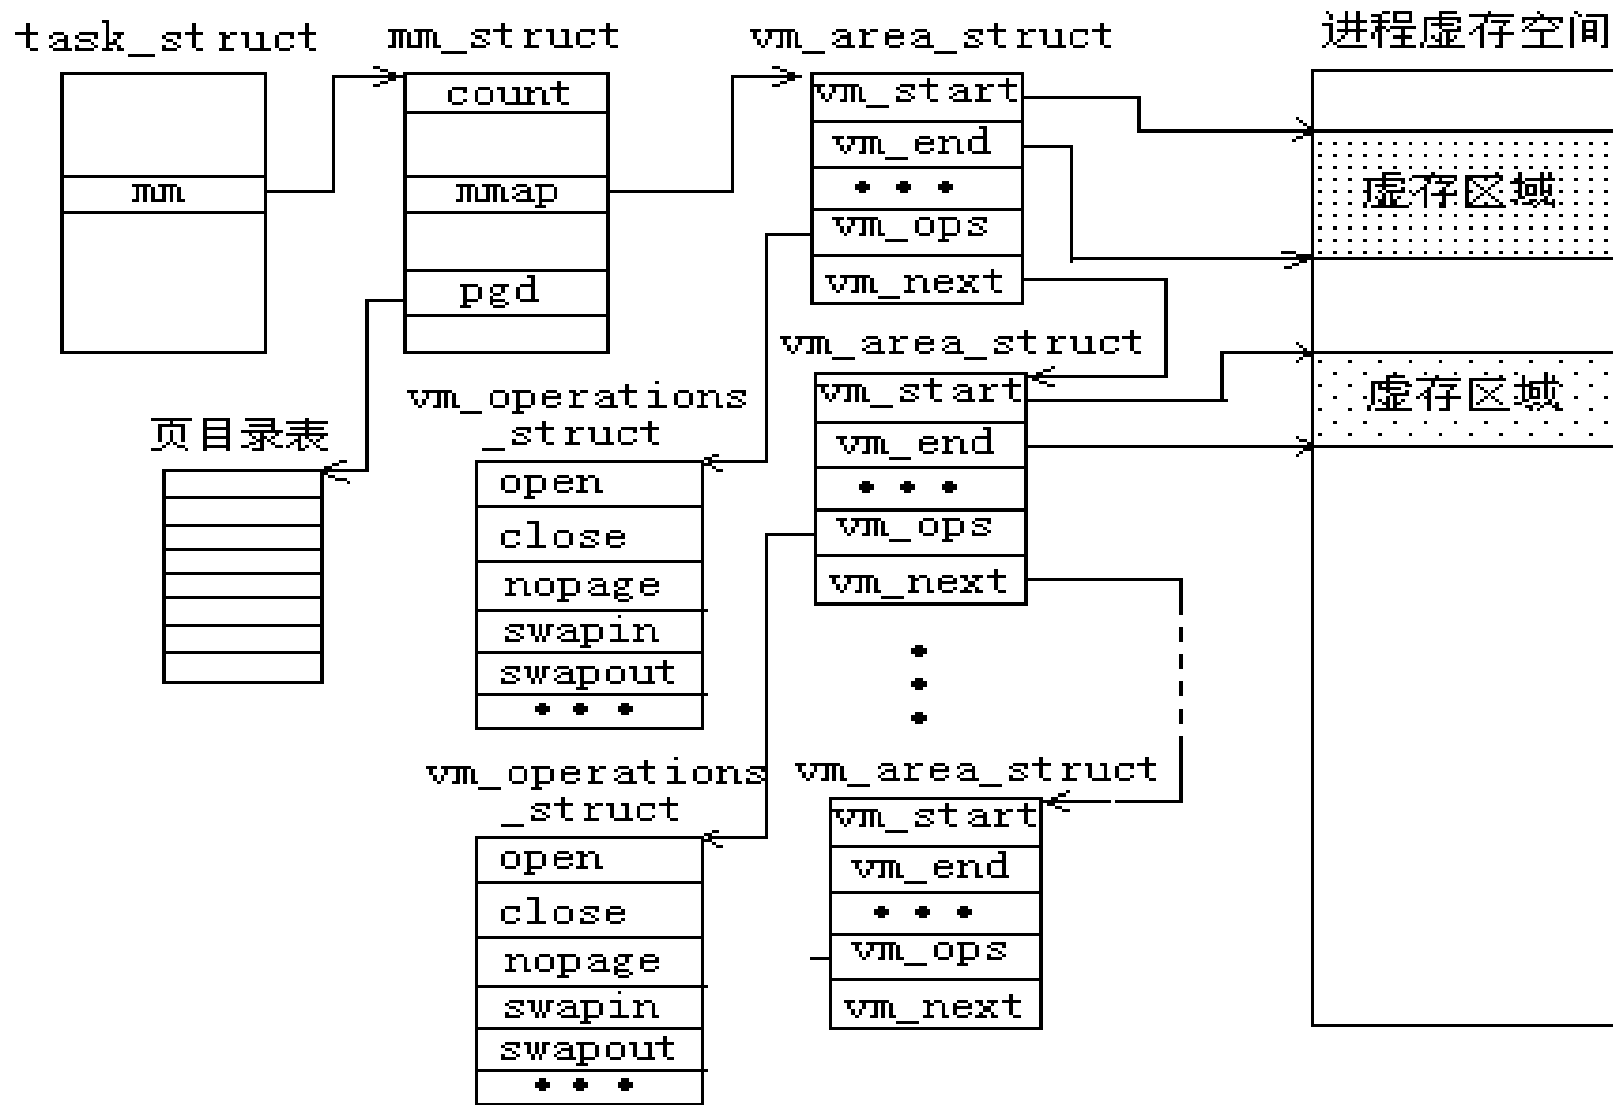 task_struct
mm
mm_struct
count
mmap
pgd
vm_area_struct
vm_start
vm_end
• • •
vm_ops
vm_next
进程虚存空间
虚存区域
虚存区域
页目录表
vm_operations
_struct
open
close
nopage
swapin
swapout
• • •
vm_area_struct
vm_start
vm_end
• • •
vm_ops
vm_next
vm_operations
_struct
open
close
nopage
swapin
swapout
• • •
vm_area_struct
vm_start
vm_end
• • •
vm_ops
vm_next